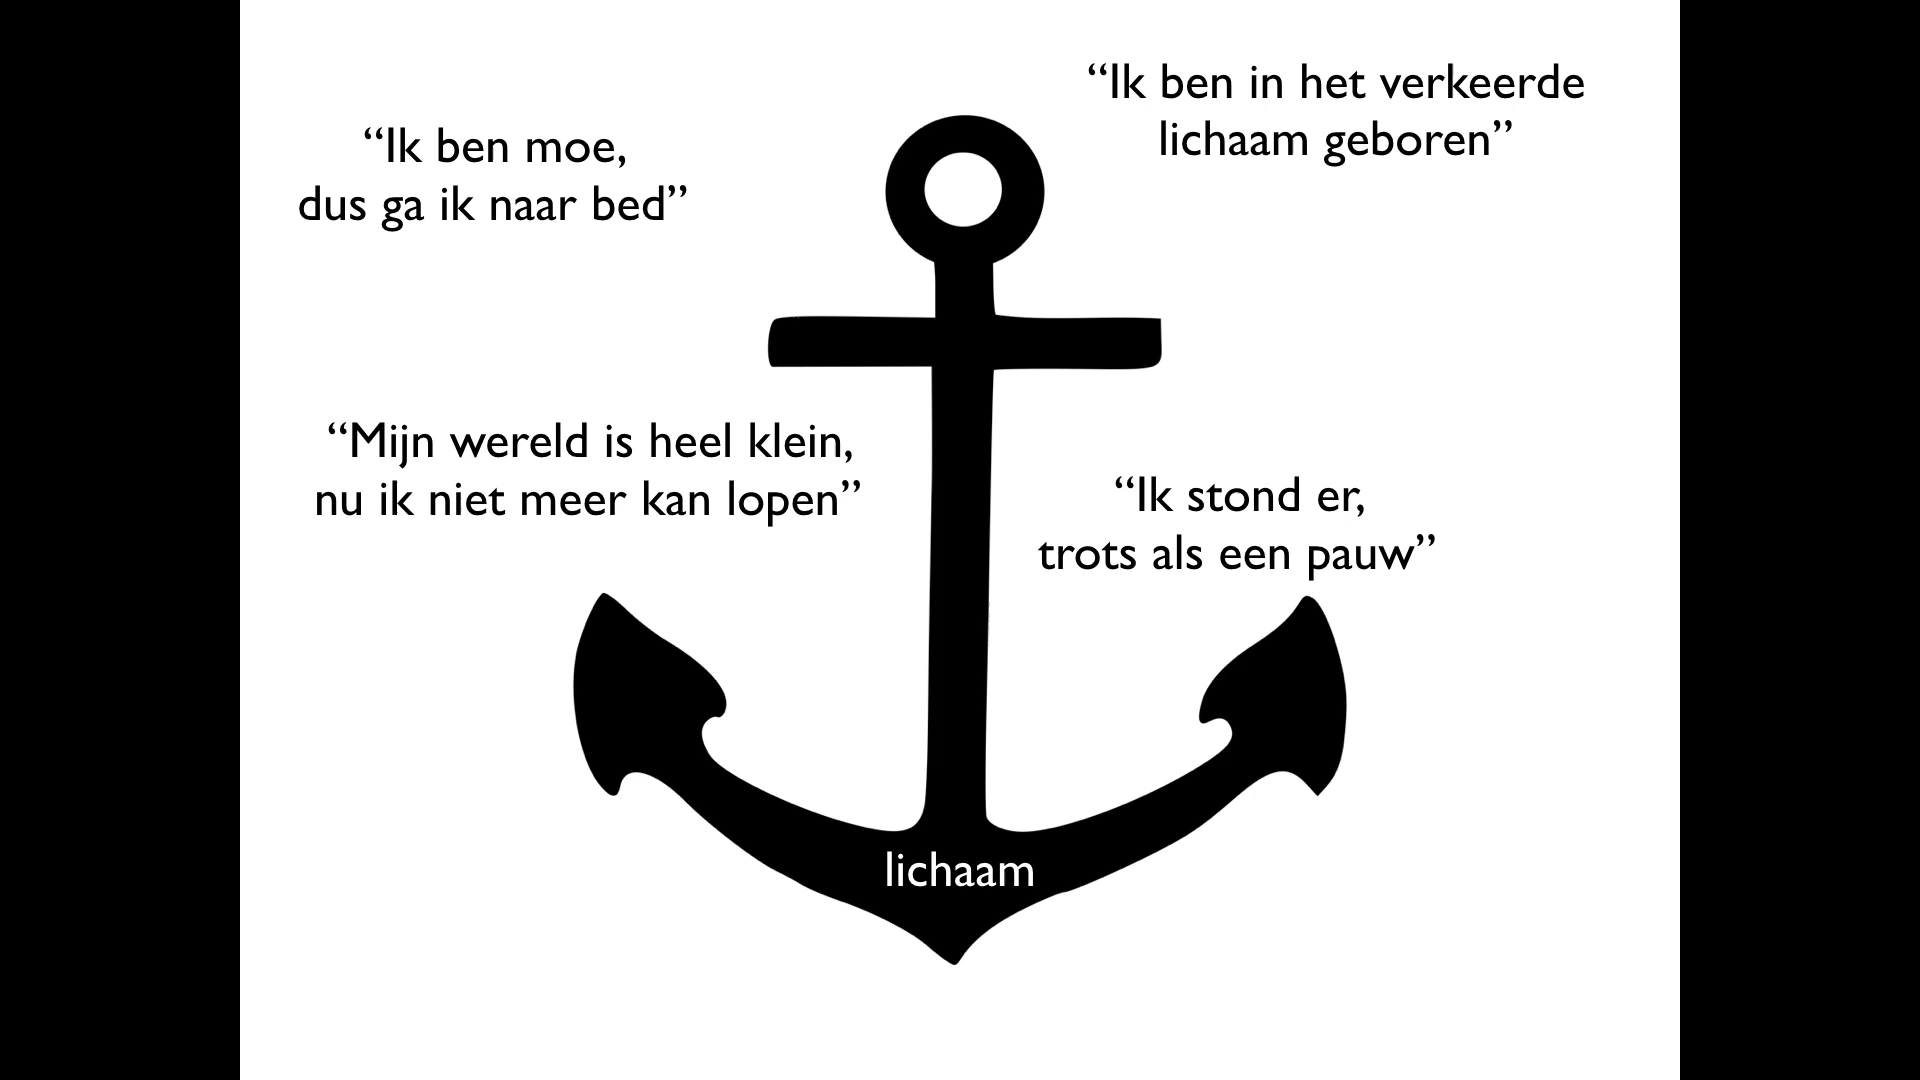 “Ik ben in het verkeerde
lichaam geboren”
“Ik ben moe,
dus ga ik naar bed”
“Mijn wereld is heel klein,
nu ik niet meer kan lopen”
“Ik stond er,
trots als een pauw”
lichaam